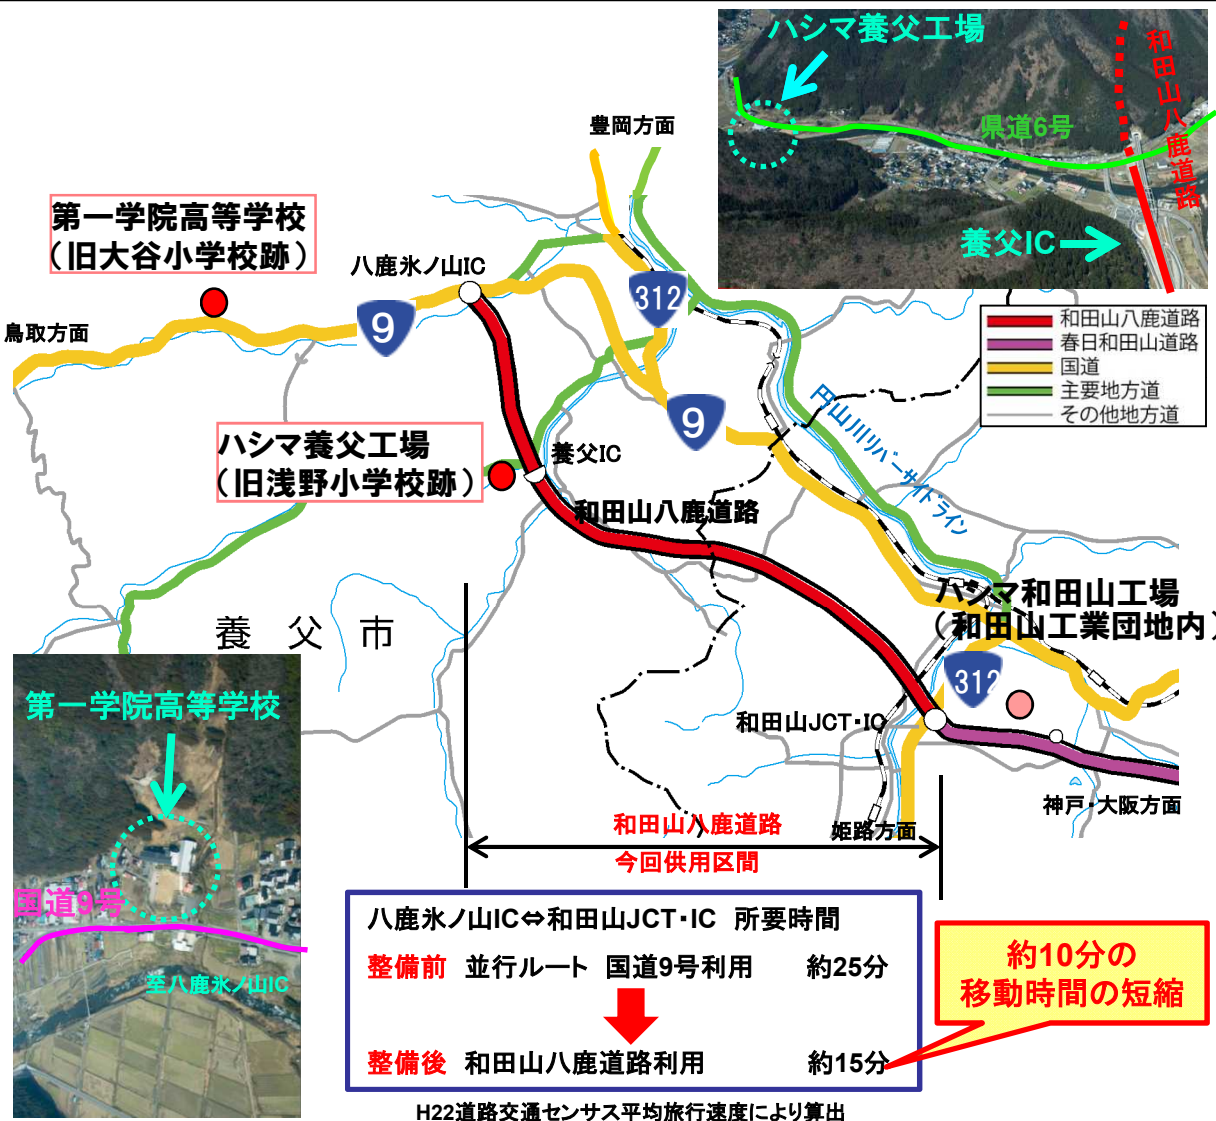 ハシマ養父工場
和田山八鹿道路
県道6号
養父IC
豊岡方面
第一学院高等学校
（旧大谷小学校跡）
八鹿氷ノ山IC
312
9
鳥取方面
和田山八鹿道路
春日和田山道路
国道
主要地方道
その他地方道
9
円山川リバーサイドライン
ハシマ養父工場
（旧浅野小学校跡）
養父IC
和田山八鹿道路
ハシマ和田山工場
（和田山工業団地内）
養父市
312
第一学院高等学校
和田山JCT・IC
神戸・大阪方面
和田山八鹿道路
姫路方面
今回供用区間
国道9号
至八鹿氷ノ山IC
八鹿氷ノ山IC⇔和田山JCT・IC 所要時間
整備前 並行ルート 国道9号利用 約25分
整備後 和田山八鹿道路利用 約15分
約10分の
移動時間の短縮
H22道路交通センサス平均旅行速度により算出